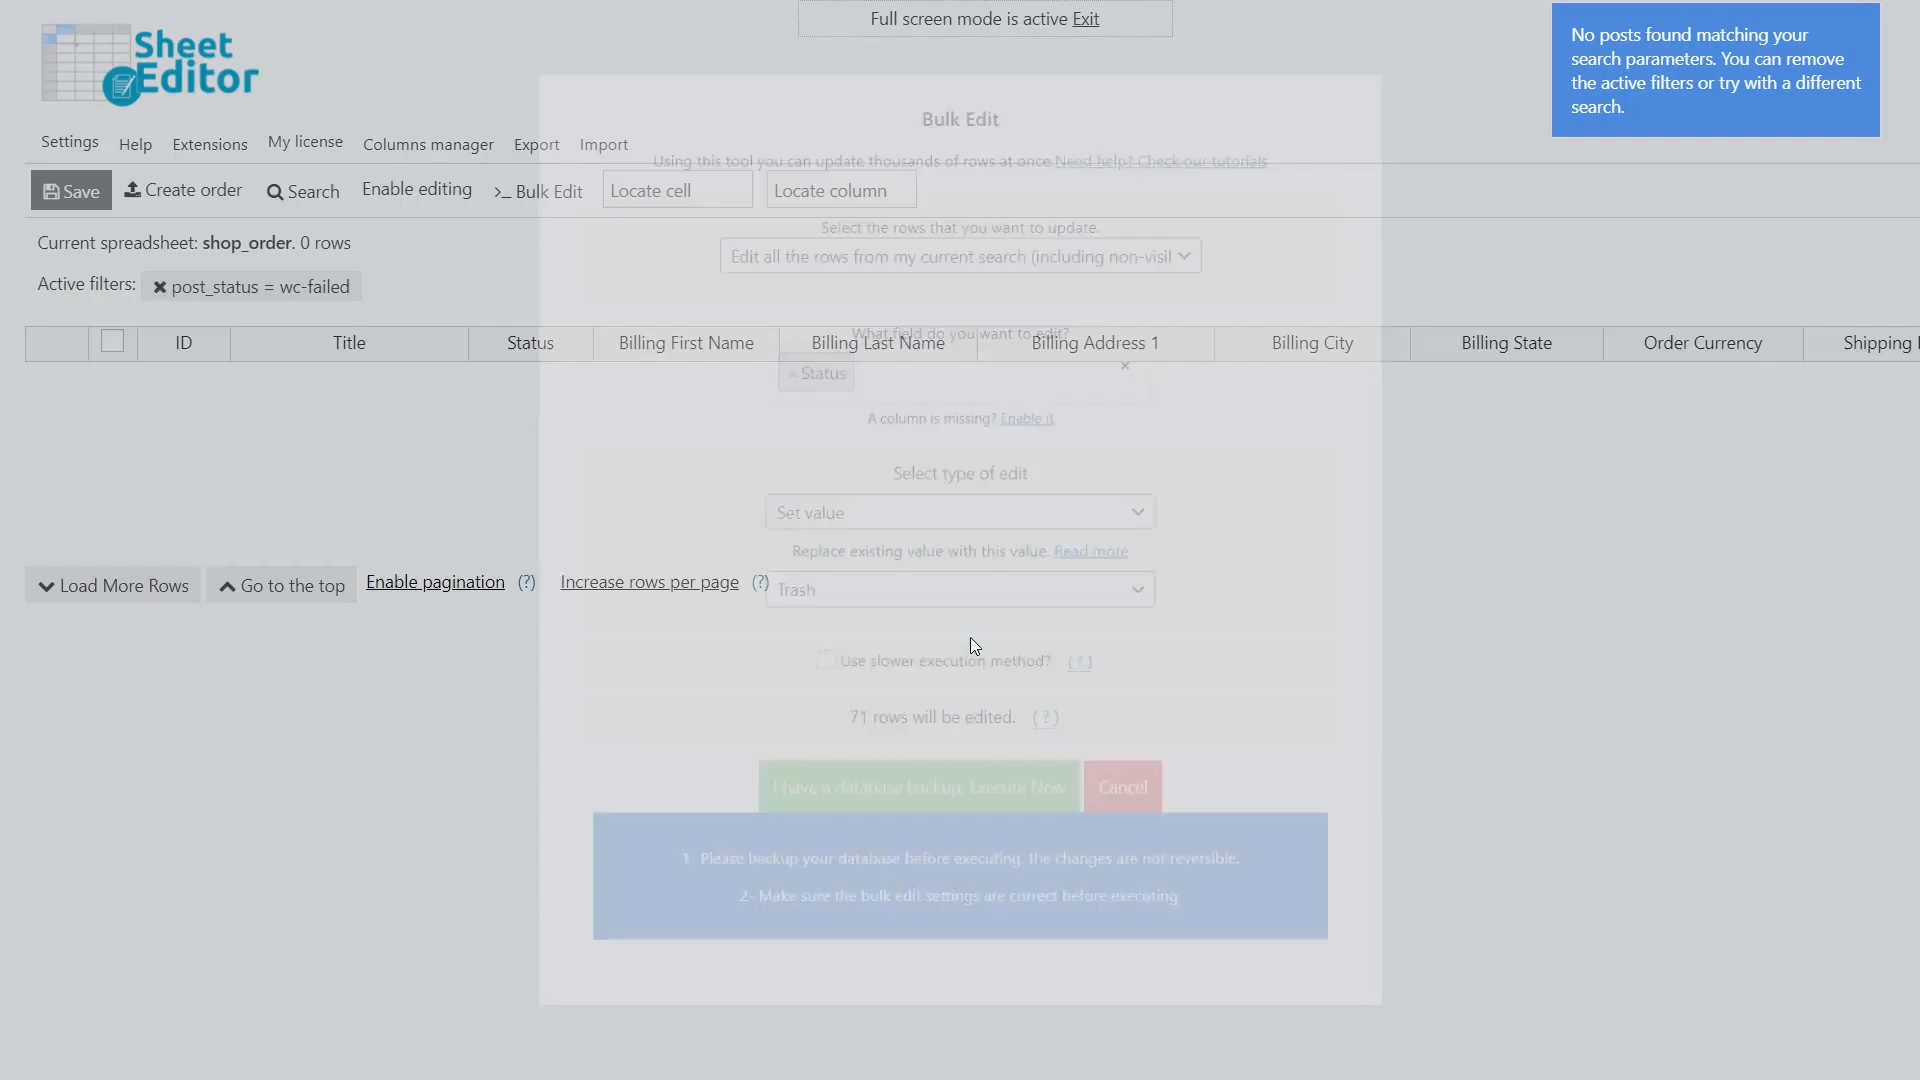 Full screen mode is active Exit
Sheet
Editor
No posts found matching your
search parameters. You can remove
the active filters or try with a different
search.
Bulk Edit
Settings Help Extensions My license Columns manager Export Import
Using this tool you can update thousands of rows at once Need help? Check our tutorials
Save Create order Search Enable editing >_ Bulk Edit Locate cell Locate column
Select the rows that you want to update.
Current spreadsheet: shop_order. 0 rows
Edit all the rows from my current search (including non-visil
Active filters: ✖ post_status = wc-failed
What field do you want to edit?
ID Title Status Billing First Name Billing Last Name Billing Address 1 Billing City Billing State Order Currency Shipping
× Status ×
A column is missing? Enable it
Select type of edit
Set value
Replace existing value with this value. Read more
Load More Rows Go to the top Enable pagination (?) Increase rows per page (?)
Trash
Use slower execution method? (?)
71 rows will be edited. (?)
I have a database backup, Execute Now Cancel
1. Please backup your database before executing, the changes are not reversible.
2- Make sure the bulk edit settings are correct before executing